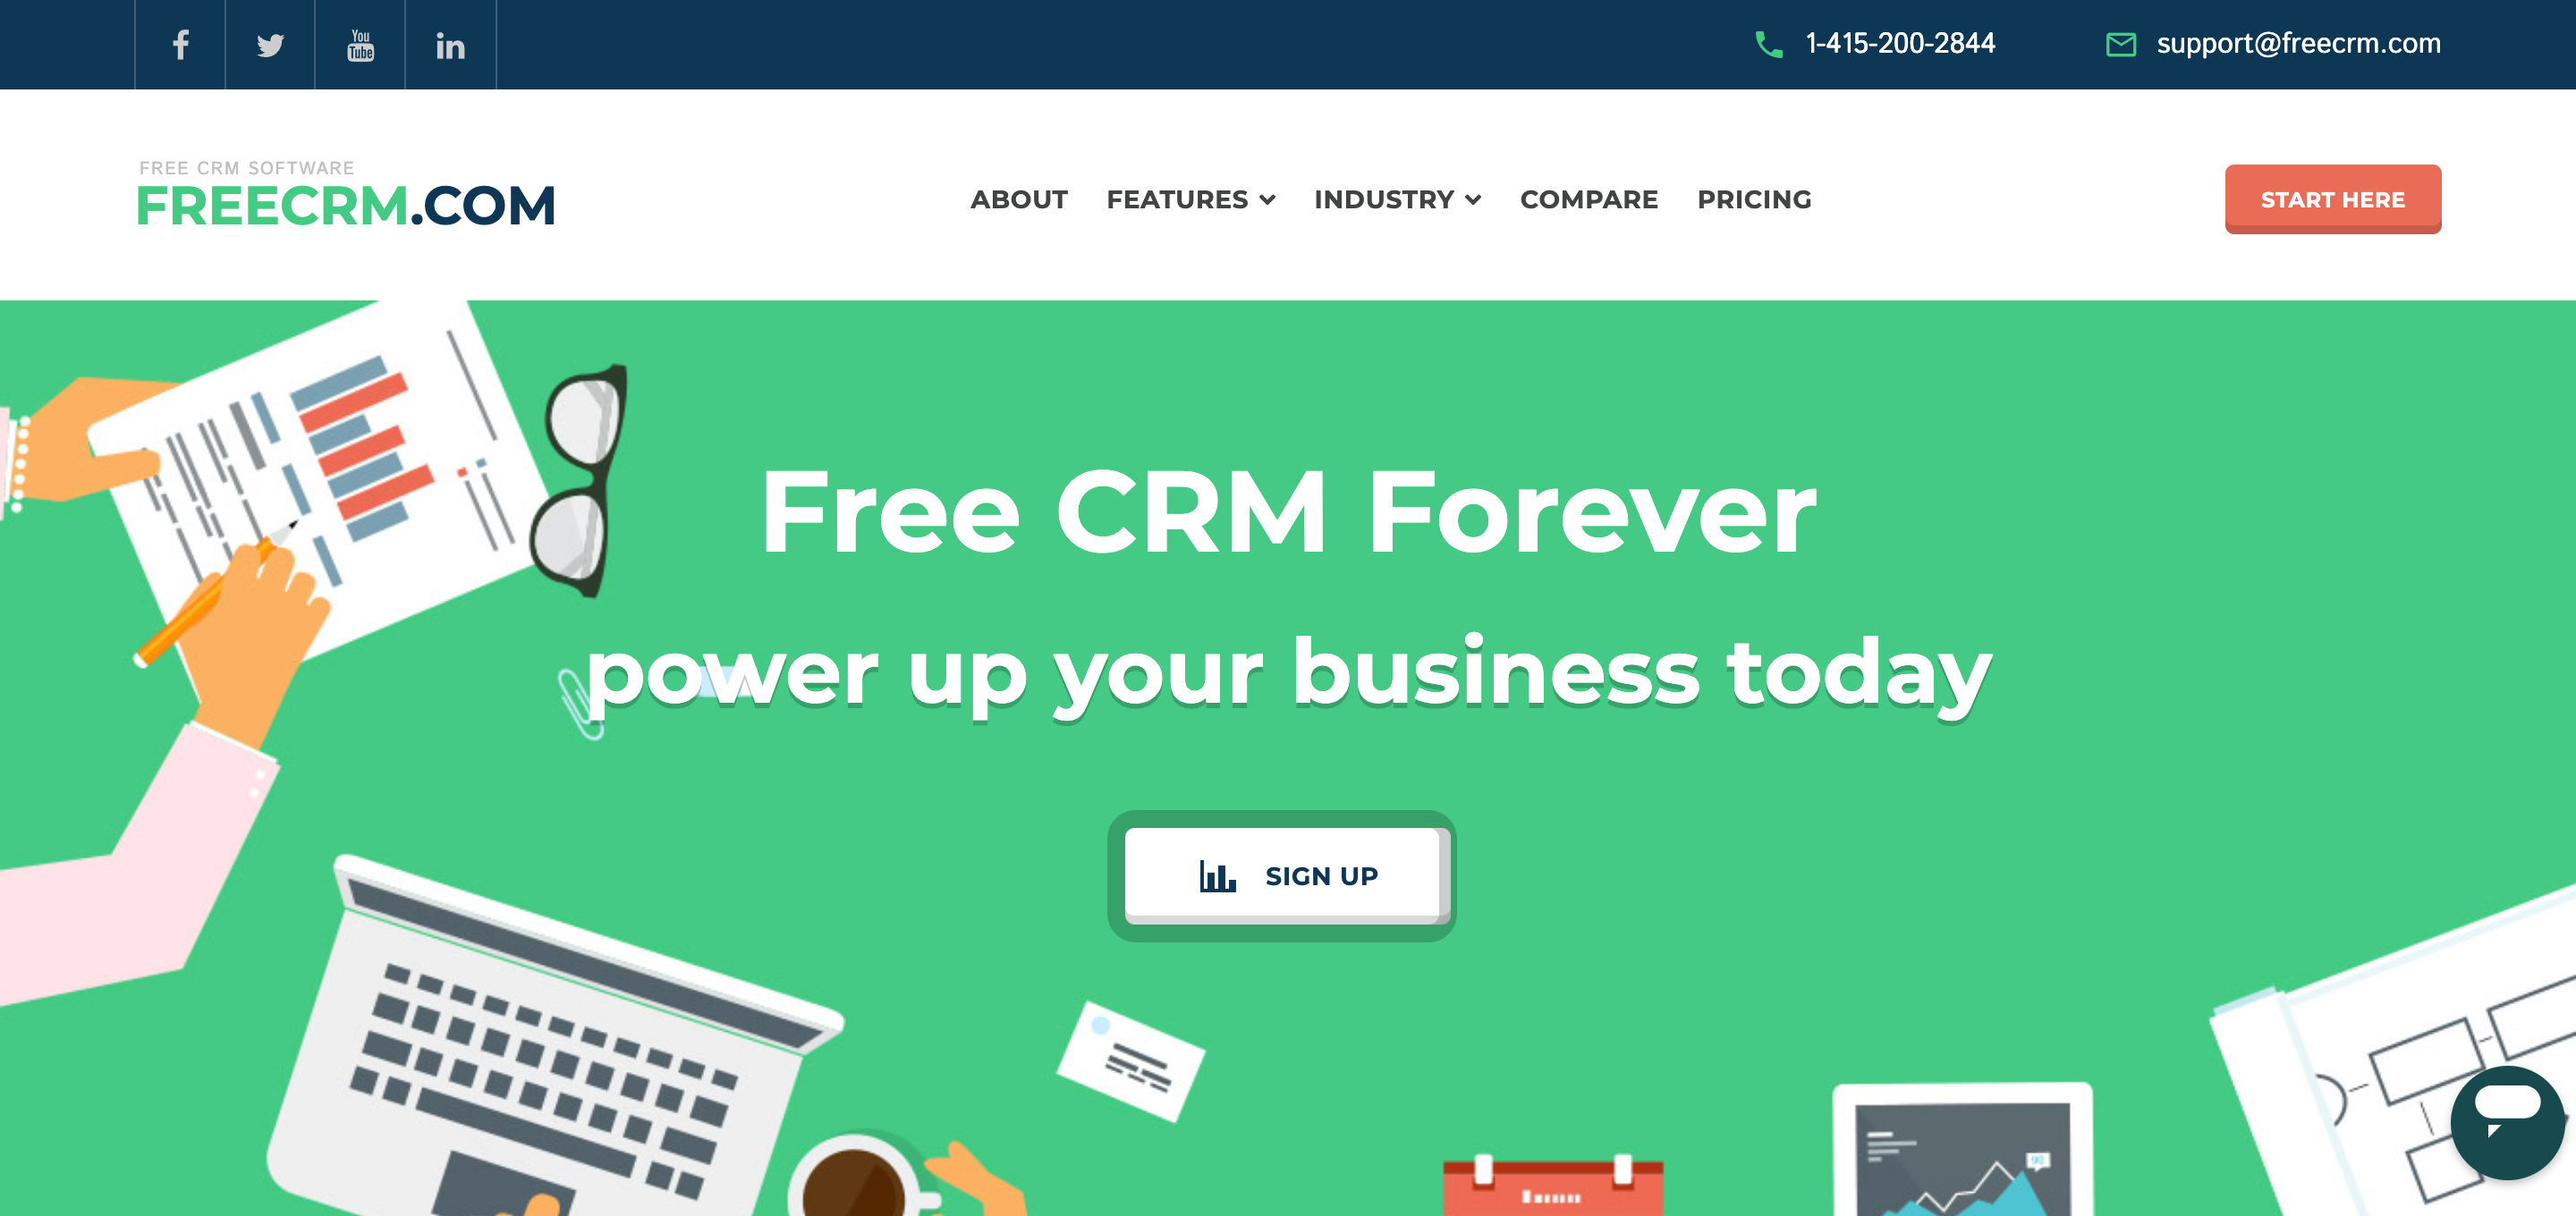 You
Tube
1-415-200-2844
support@freecrm.com
FREE CRM SOFTWARE
FREECRM.COM
ABOUT FEATURES INDUSTRY COMPARE PRICING
START HERE
Free CRM Forever
power up your business today
SIGN UP
90